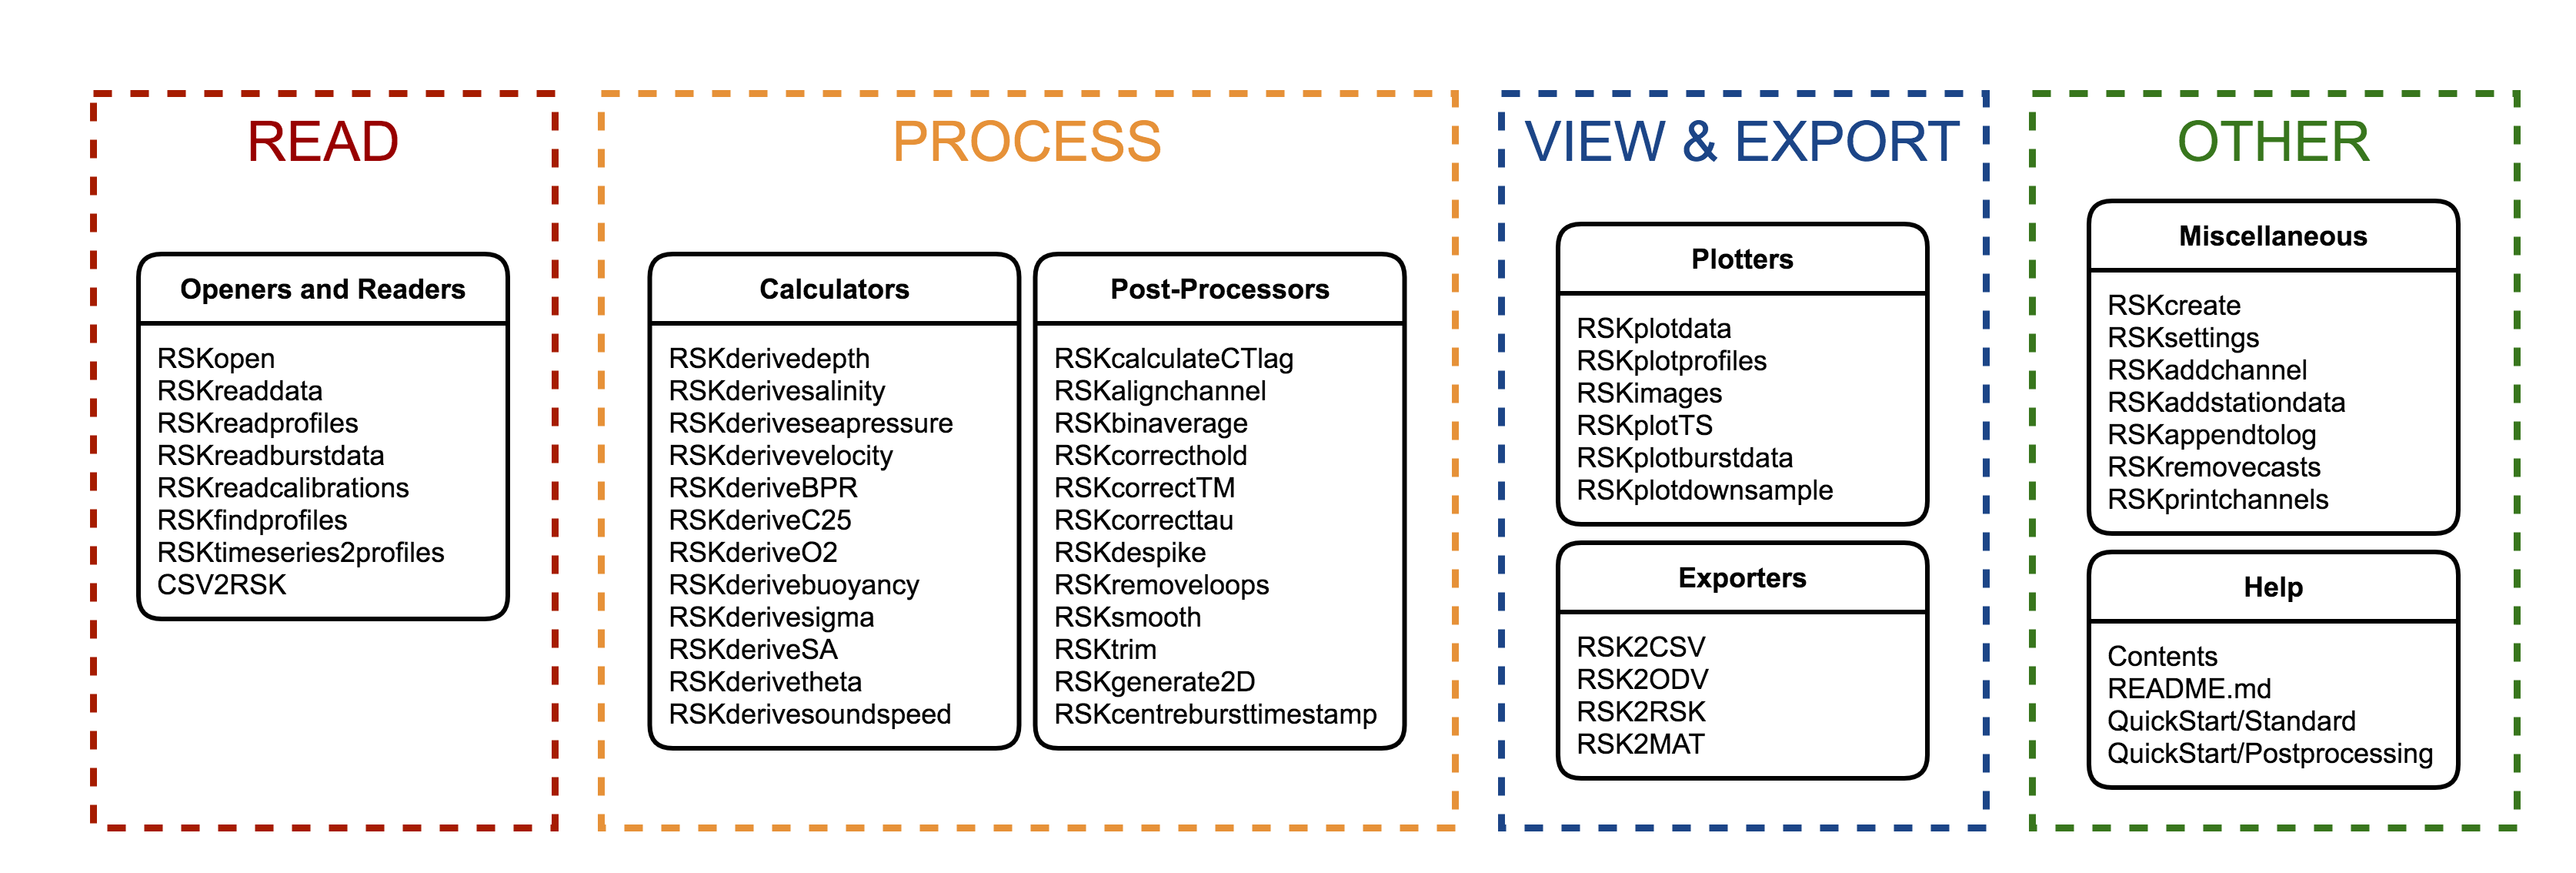 READ
Openers and Readers
RSKopen
RSKreaddata
RSKreadprofiles
RSKreadburstdata
RSKreadcalibrations
RSKfindprofiles
RSKtimeseries2profiles
CSV2RSK
PROCESS
Calculators
RSKderivedepth
RSKderivesalinity
RSKderiveseapressure
RSKderivevelocity
RSKderiveBPR
RSKderiveC25
RSKderiveO2
RSKderivebuoyancy
RSKderivesigma
RSKderiveSA
RSKderivetheta
RSKderivesoundspeed
Post-Processors
RSKcalculateCTlag
RSKalignchannel
RSKbinaverage
RSKcorrecthold
RSKcorrectTM
RSKcorrecttau
RSKdespike
RSKremoveloops
RSKsmooth
RSKtrim
RSKgenerate2D
RSKcentrebursttimestamp
VIEW & EXPORT
Plotters
RSKplotdata
RSKplotprofiles
RSKimages
RSKplotTS
RSKplotburstdata
RSKplotdownsample
Exporters
RSK2CSV
RSK2ODV
RSK2RSK
RSK2MAT
OTHER
Miscellaneous
RSKcreate
RSKsettings
RSKaddchannel
RSKaddstationdata
RSKappendtolog
RSKremovecasts
RSKprintchannels
Help
Contents
README.md
QuickStart/Standard
QuickStart/Postprocessing